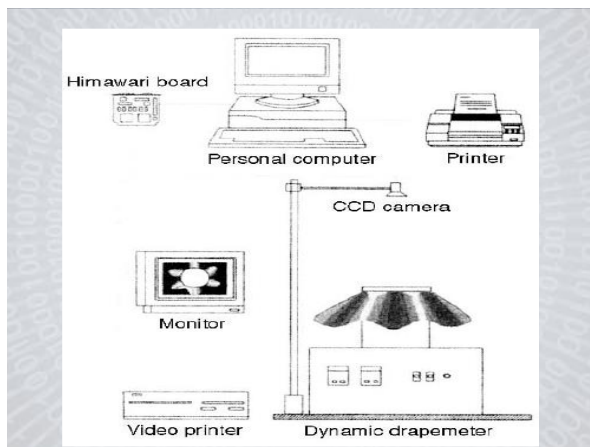 Himawari board
Personal computer
Printer
CCD camera
Monitor
Video printer
Dynamic drapemeter